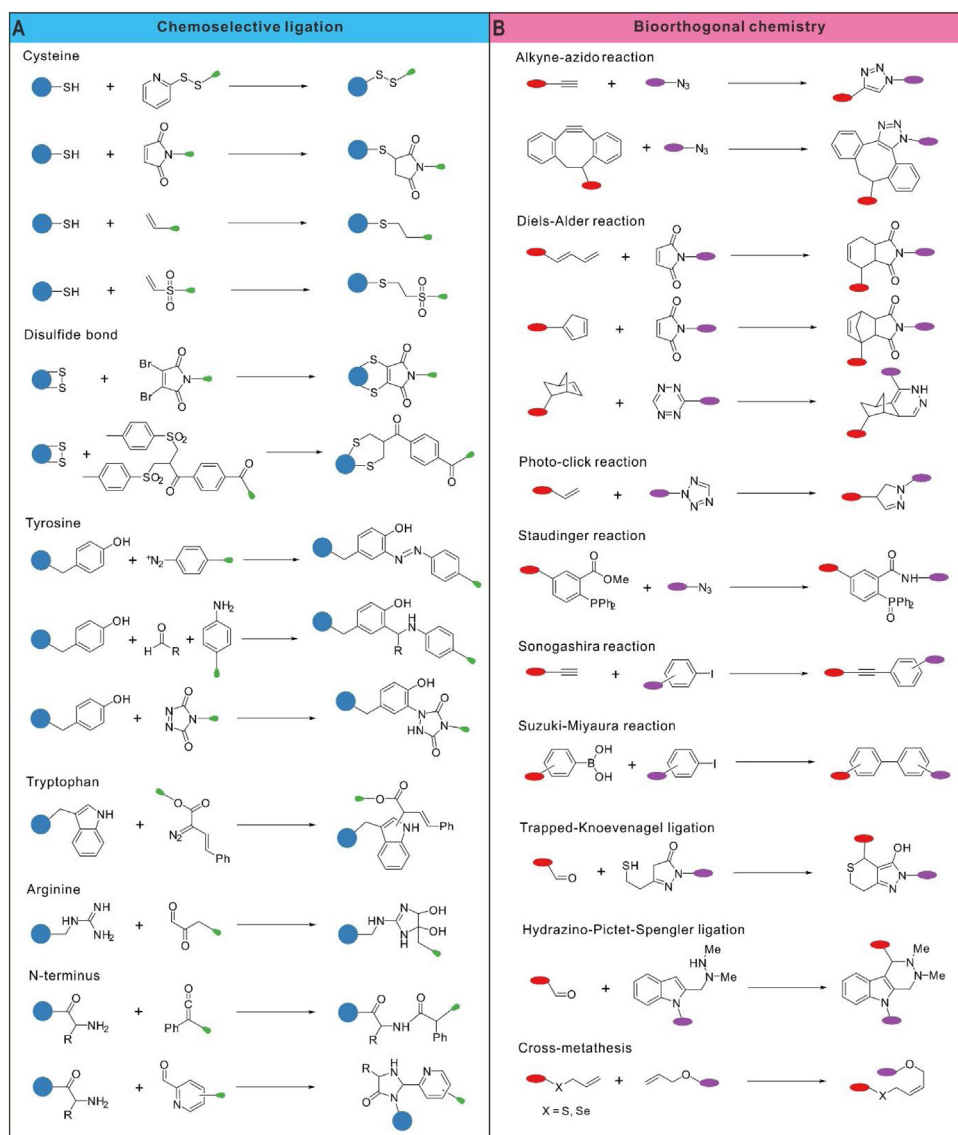 A Chemoselective ligation
Cysteine
SH + N S S → S S
SH + O N O → S O N O
SH + → S
SH + O S O → S O S O
Disulfide bond
S S + Br Br O N O → S S O N O
S S + SO2 SO2 O O → S S O O
Tyrosine
OH + +N2 → OH N N
OH + O H R + NH2 → OH H N R
OH + O N N N O → OH O N HN N O
Tryptophan
NH + O O N2 Ph → O O NH Ph
Arginine
H N NH NH2 + O O → H N N N H OH OH
N-terminus
O NH2 R + O C Ph → O R N H O Ph
O NH2 R + O N → R H N O N N
B Bioorthogonal chemistry
Alkyne-azido reaction
+ N3 → N N N
+ N3 → N N N
Diels-Alder reaction
+ O N O → O N O
+ O N O → O N O
+ N N N N → NH N
Photo-click reaction
+ N N N N → N N
Staudinger reaction
O OMe PPh2 + N3 → O NH PPh2 O
Sonogashira reaction
+ I →
Suzuki-Miyaura reaction
OH B OH + I →
Trapped-Knoevenagel ligation
O + SH O N N → S OH N N
Hydrazino-Pictet-Spengler ligation
O + Me HN N Me N → N Me N Me N
Cross-metathesis
X + O → O X
X = S, Se